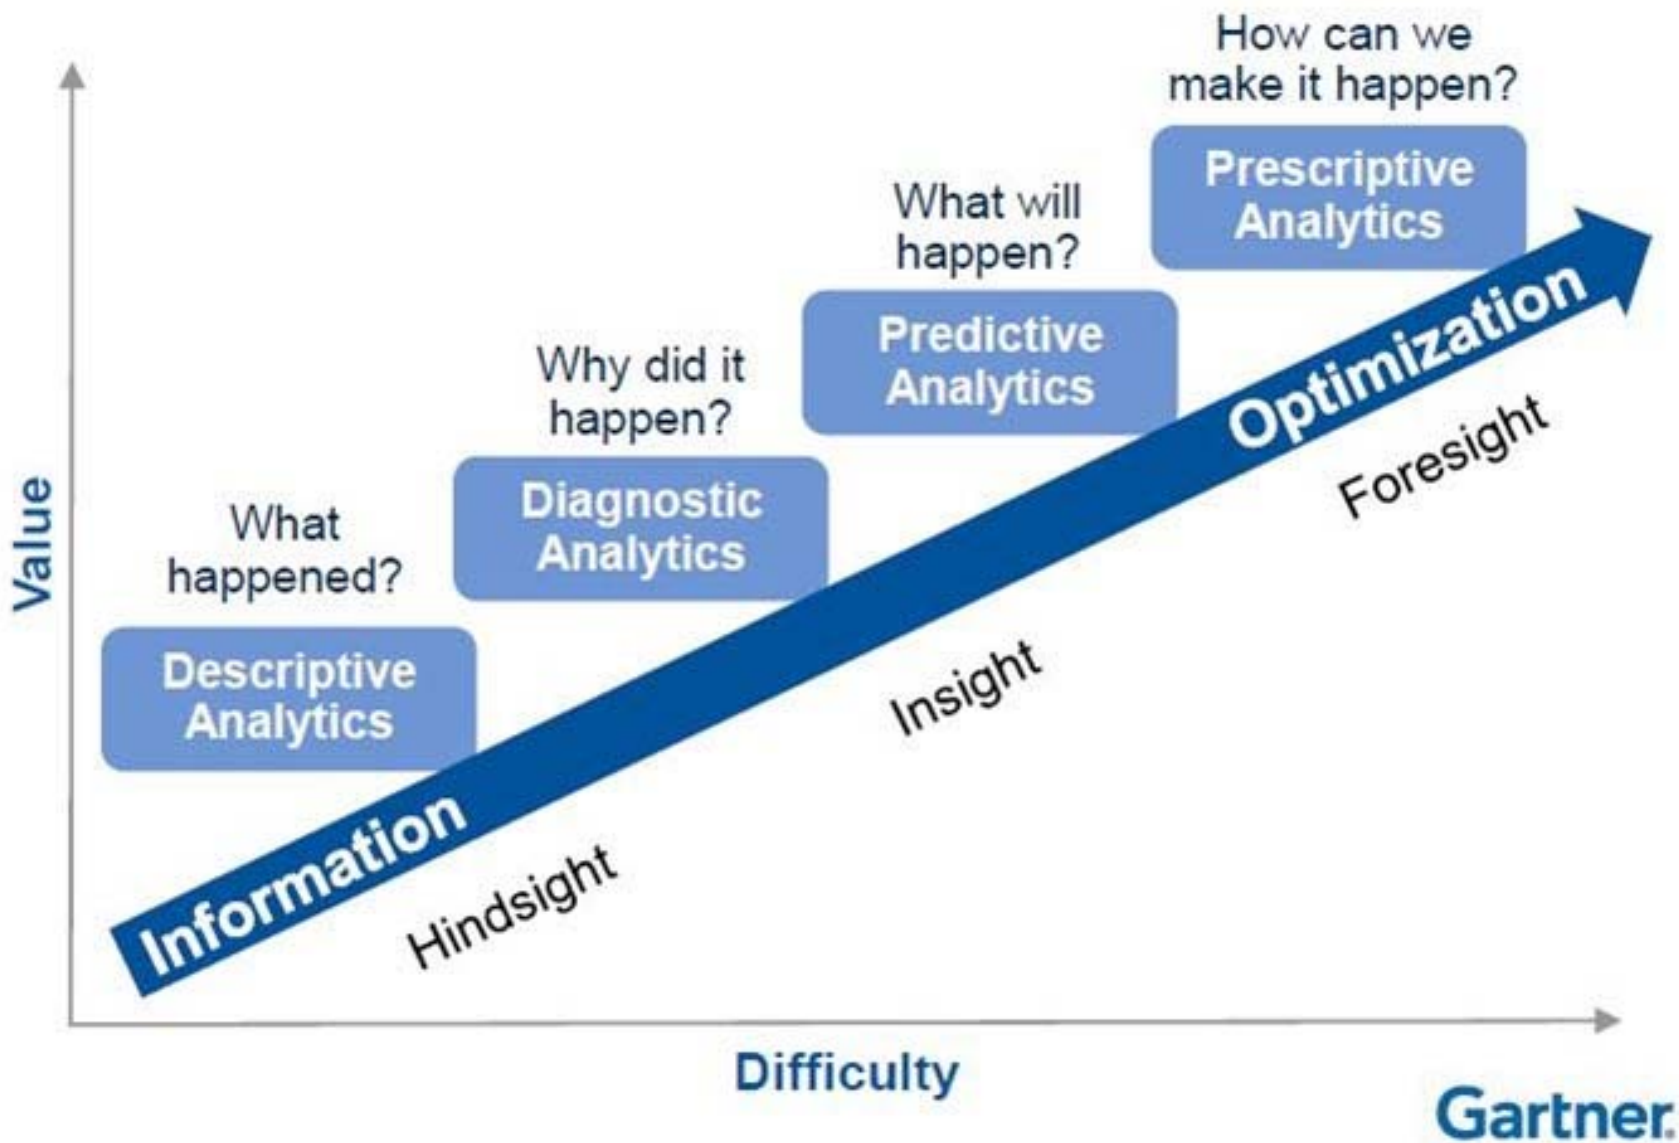 How can we
make it happen?
Prescriptive
Analytics
What will
happen?
Predictive
Analytics
Why did it
happen?
Diagnostic
Analytics
What
happened?
Descriptive
Analytics
Value
Information
Optimization
Hindsight
Insight
Foresight
Difficulty
Gartner.